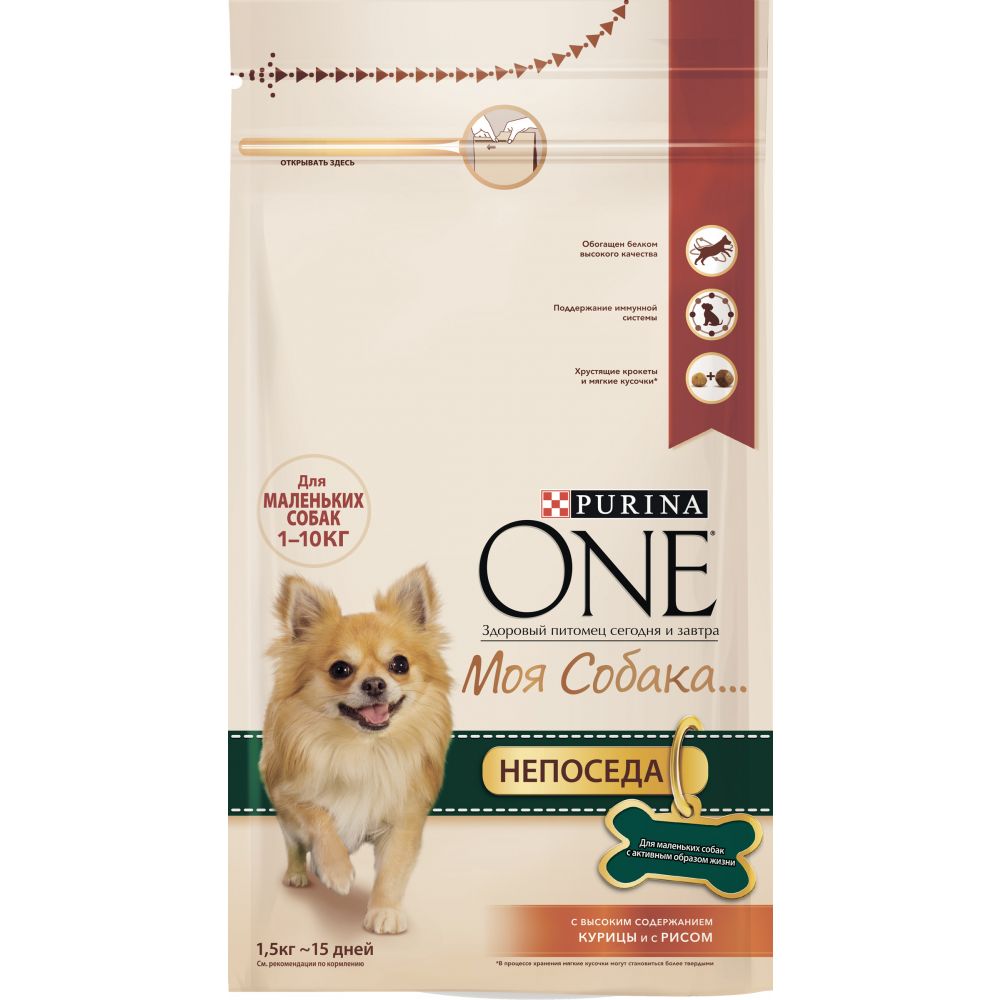 ОТКРЫВАТЬ ЗДЕСЬ
Обогащен белком
высокого качества
Поддержание иммунной
системы
Хрустящие крокеты
и мягкие кусочки*
Для
МАЛЕНЬКИХ
СОБАК
1–10КГ
PURINA
ONE®
Здоровый питомец сегодня и завтра
Моя Собака...
НЕПОСЕДА
Для маленьких собак
с активным образом жизни
С ВЫСОКИМ СОДЕРЖАНИЕМ
КУРИЦЫ и с РИСОМ
1,5кг ~15 дней
См. рекомендации по кормлению
*В процессе хранения мягкие кусочки могут становиться более твердыми